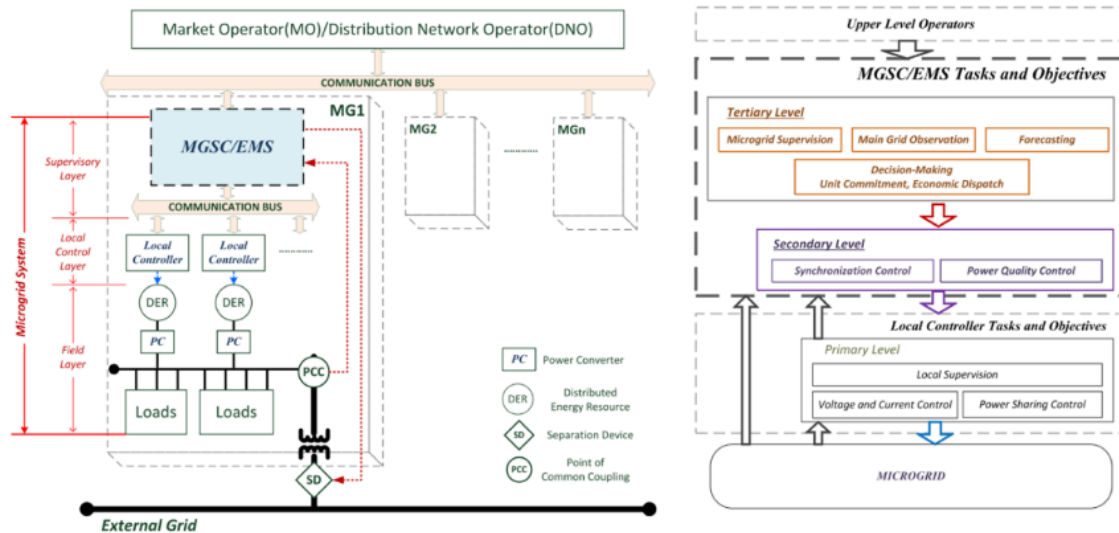 Market Operator(MO)/Distribution Network Operator(DNO)
COMMUNICATION BUS
MG1
MG2
MGn
MGSC/EMS
COMMUNICATION BUS
Supervisory
Layer
Local
Control
Layer
Microgrid System
Field
Layer
Local
Controller
Local
Controller
DER
DER
PC
PC
PCC
Loads
Loads
SD
External Grid
PC
Power Converter
DER
Distributed
Energy Resource
SD
Separation Device
PCC
Point of
Common Coupling
Upper Level Operators
MGSC/EMS Tasks and Objectives
Tertiary Level
Microgrid Supervision
Main Grid Observation
Forecasting
Decision-Making
Unit Commitment, Economic Dispatch
Secondary Level
Synchronization Control
Power Quality Control
Local Controller Tasks and Objectives
Primary Level
Local Supervision
Voltage and Current Control
Power Sharing Control
MICROGRID